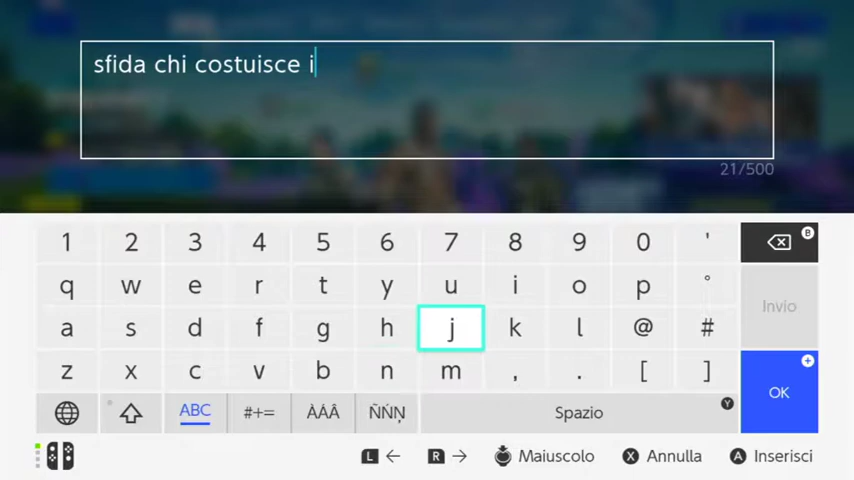 sfida chi costuisce i
21/500
1 2 3 4 5 6 7 8 9 0 '
B
q w e r t y u i o p °
Invio
a s d f g h j k l @ #
z x c v b n m , . [ ]
OK
ABC #+= ÀÁÂ ÑŃŅ Spazio Y
L ← R → Maiuscolo X Annulla A Inserisci